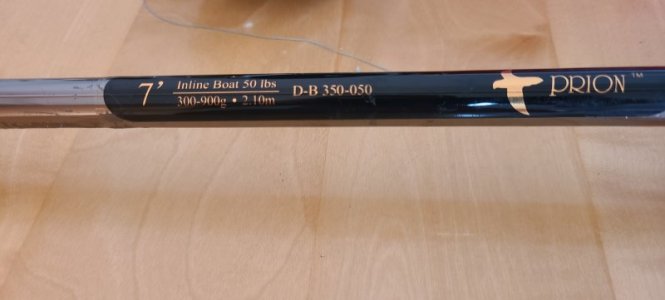 7'
Inline Boat 50 lbs
300-900g • 2.10m
D-B 350-050
PRION™